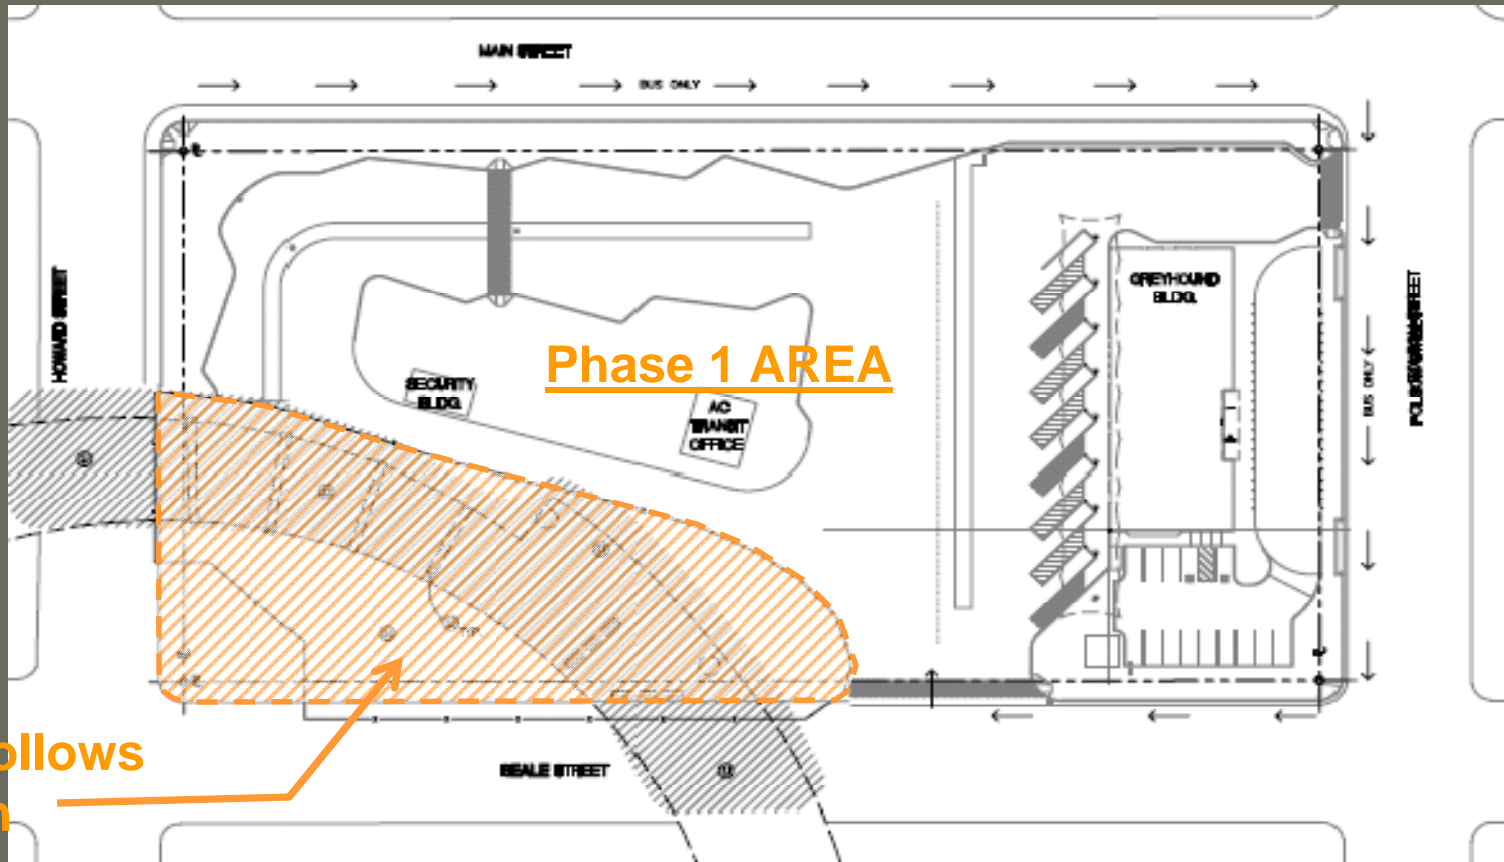 MAIN STREET
BUS ONLY
HOWARD STREET
GREYHOUND
BLDG.
Phase 1 AREA
SECURITY
BLDG.
AC
TRANSIT
OFFICE
BUS ONLY
TYP.
BEALE STREET
ollows
n